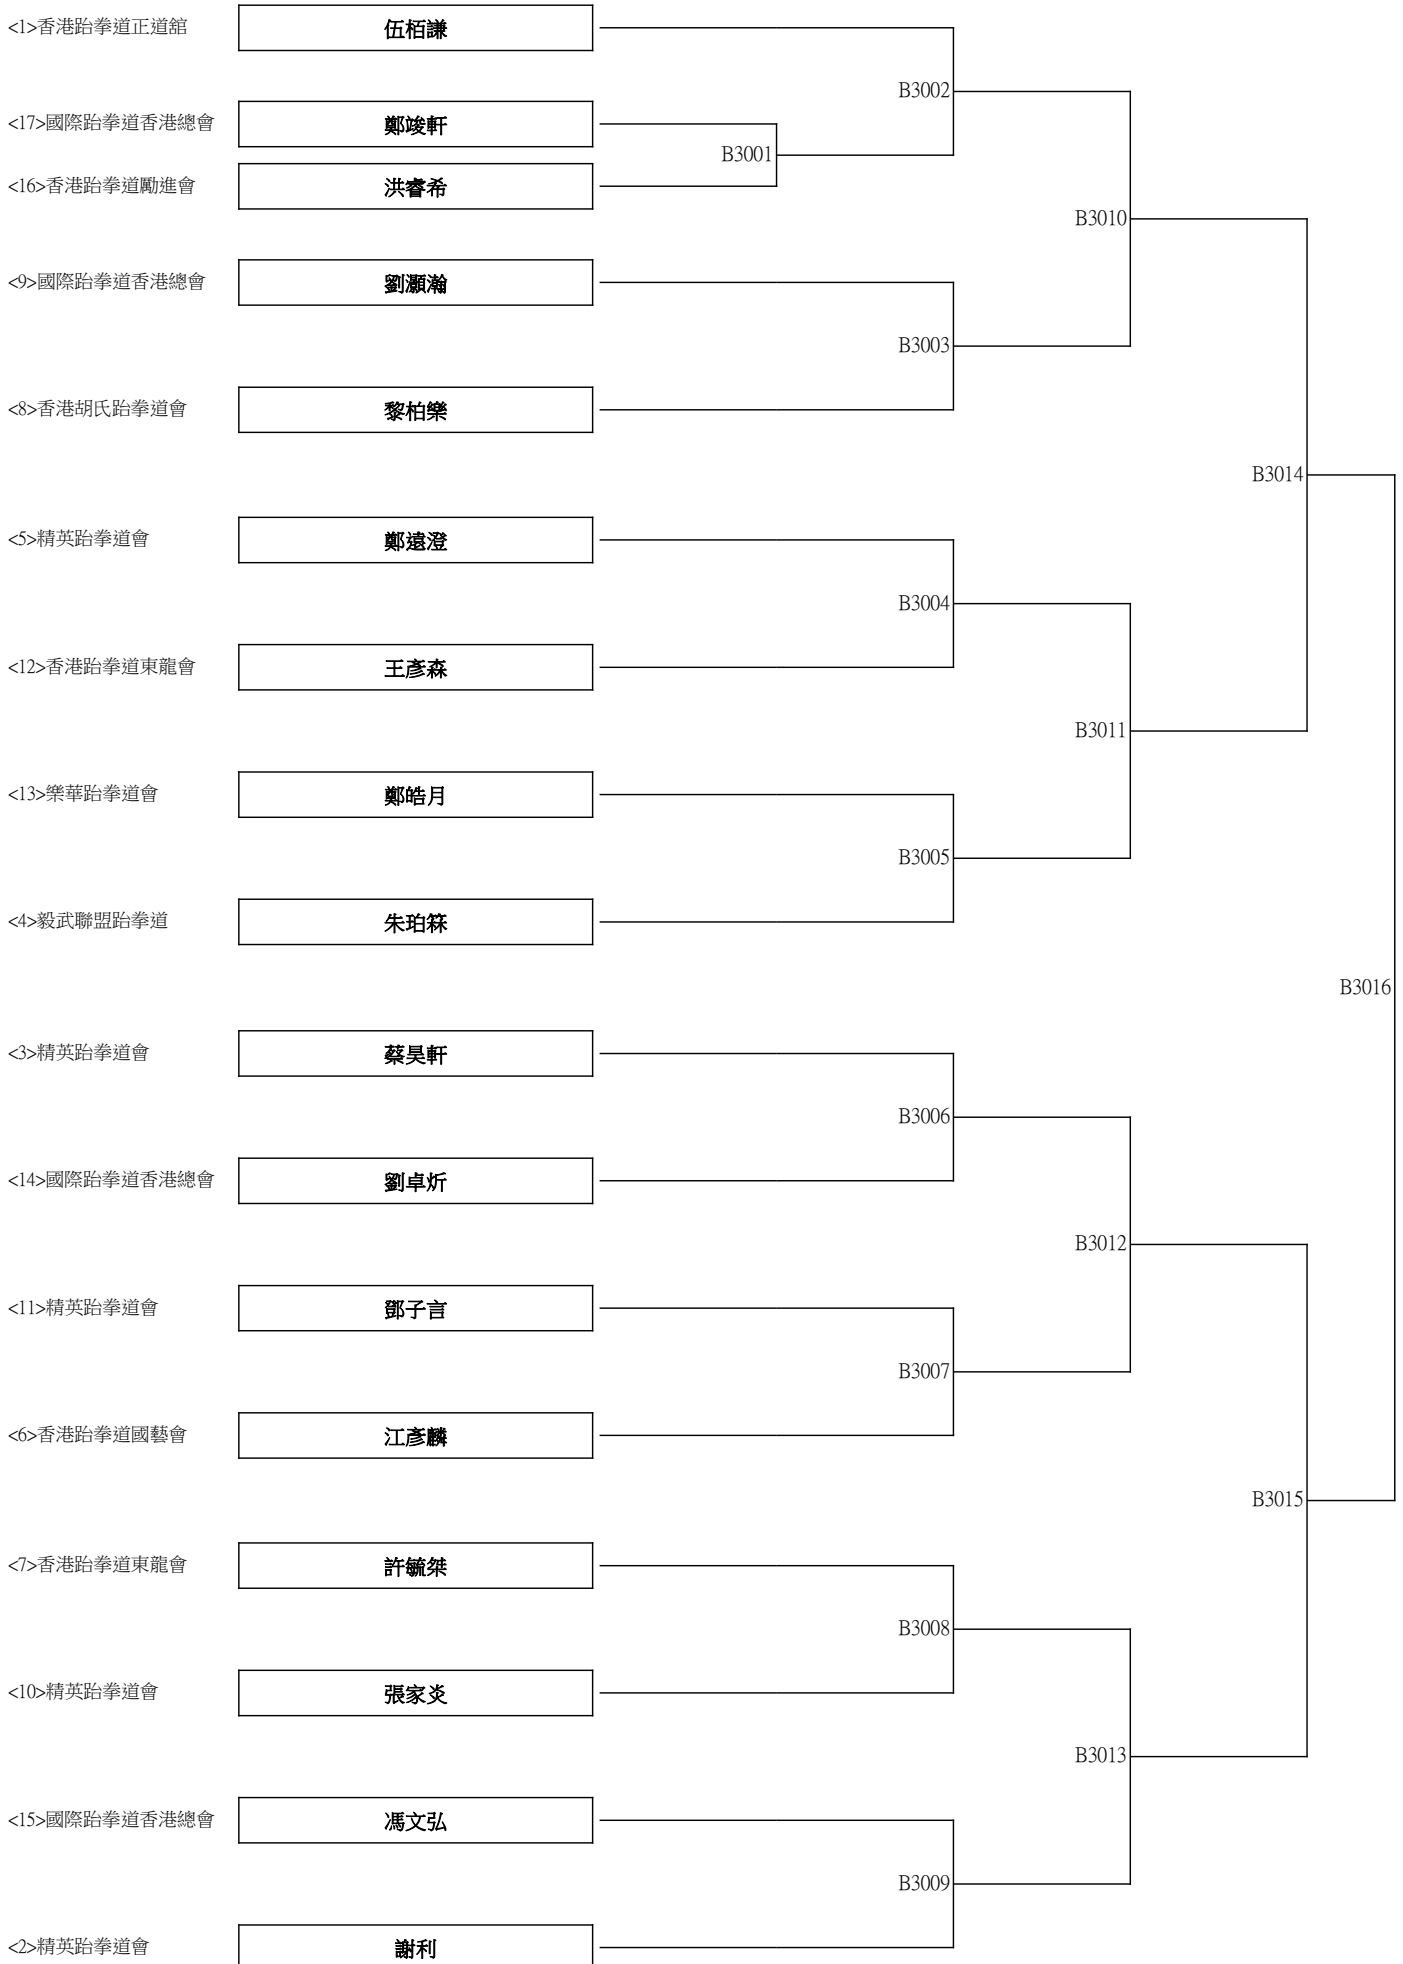 <1>香港跆拳道正道舘
伍栢謙
B3002
<17>國際跆拳道香港總會
鄭竣軒
B3001
<16>香港跆拳道勵進會
洪睿希
B3010
<9>國際跆拳道香港總會
劉灝瀚
B3003
<8>香港胡氏跆拳道會
黎柏樂
B3014
<5>精英跆拳道會
鄭遠澄
B3004
<12>香港跆拳道東龍會
王彥森
B3011
<13>樂華跆拳道會
鄭皓月
B3005
<4>毅武聯盟跆拳道
朱珀箖
B3016
<3>精英跆拳道會
蔡昊軒
B3006
<14>國際跆拳道香港總會
劉卓炘
B3012
<11>精英跆拳道會
鄧子言
B3007
<6>香港跆拳道國藝會
江彥麟
B3015
<7>香港跆拳道東龍會
許毓桀
B3008
<10>精英跆拳道會
張家炎
B3013
<15>國際跆拳道香港總會
馮文弘
B3009
<2>精英跆拳道會
謝利